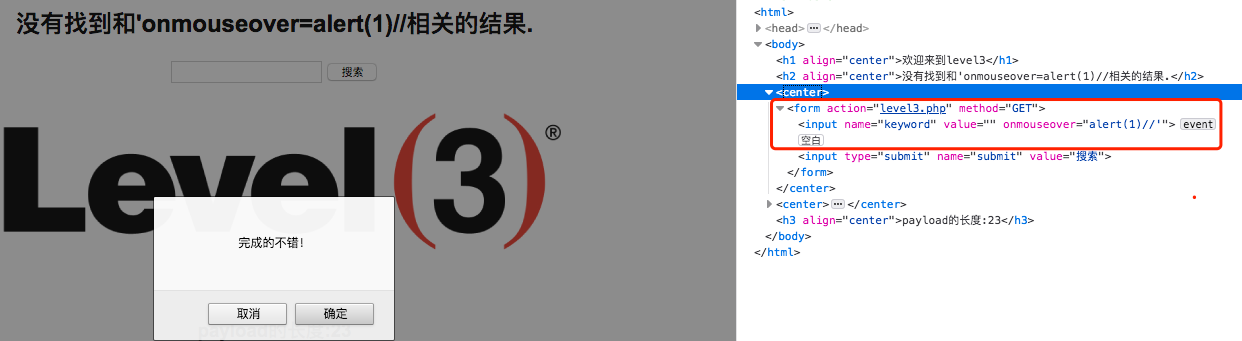 没有找到和'onmouseover=alert(1)//相关的结果.
搜索
Level(3)®
完成的不错!
取消 确定
<html>
<head> ⋯ </head>
<body>
<h1 align="center">欢迎来到level3</h1>
<h2 align="center">没有找到和'onmouseover=alert(1)//相关的结果.</h2>
<center>
<form action="level3.php" method="GET">
<input name="keyword" value="" onmouseover="alert(1)//'"> event
空白
<input type="submit" name="submit" value="搜索">
</form>
</center>
<center> ⋯ </center>
<h3 align="center">payload的长度:23</h3>
</body>
</html>